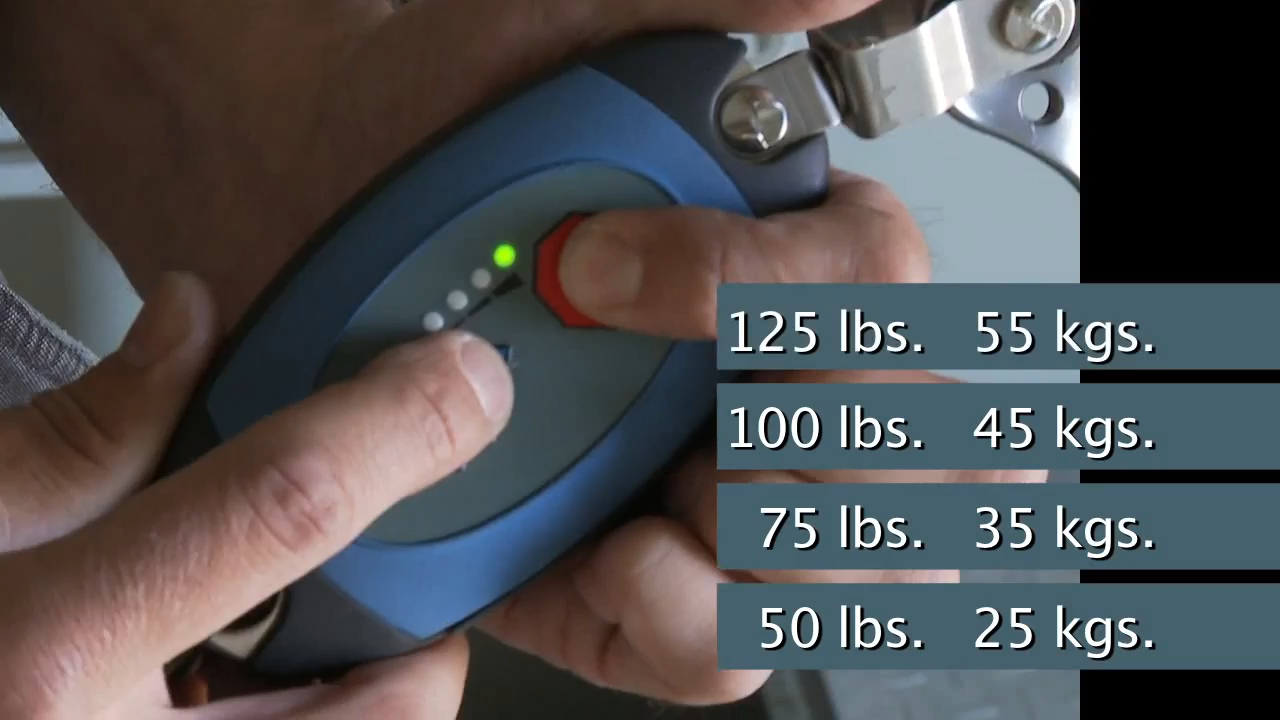 125 lbs. 55 kgs.
100 lbs. 45 kgs.
75 lbs. 35 kgs.
50 lbs. 25 kgs.